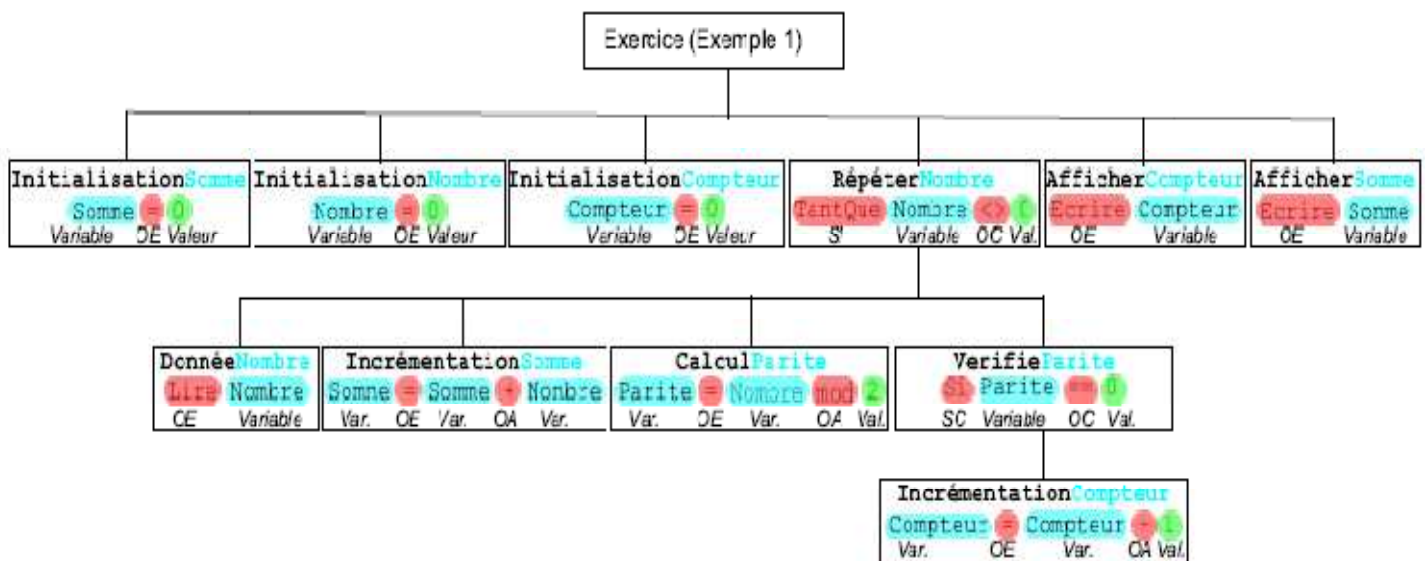 Exercice (Exemple 1)
InitialisationSomme
Somme = 0
Variable OE Valeur
InitialisationNombre
Nombre = 0
Variable OE Valeur
InitialisationCompteur
Compteur = 0
Variable OE Valeur
RépéterNombre
TantQue Nombre <> 0
SI Variable OC Val.
AfficherCompteur
Ecrire Compteur
OE Variable
AfficherSomme
Ecrire Somme
OE Variable
DonnéeNombre
Lire Nombre
OE Variable
IncrémentationSomme
Somme = Somme + Nombre
Var. OE Var. OA Var.
CalculParite
Parite = Nombre mod 2
Var. OE Var. OA Val.
VerifieParite
Si Parite == 0
SC Variable OC Val.
IncrémentationCompteur
Compteur = Compteur + 1
Var. OE Var. OA Val.